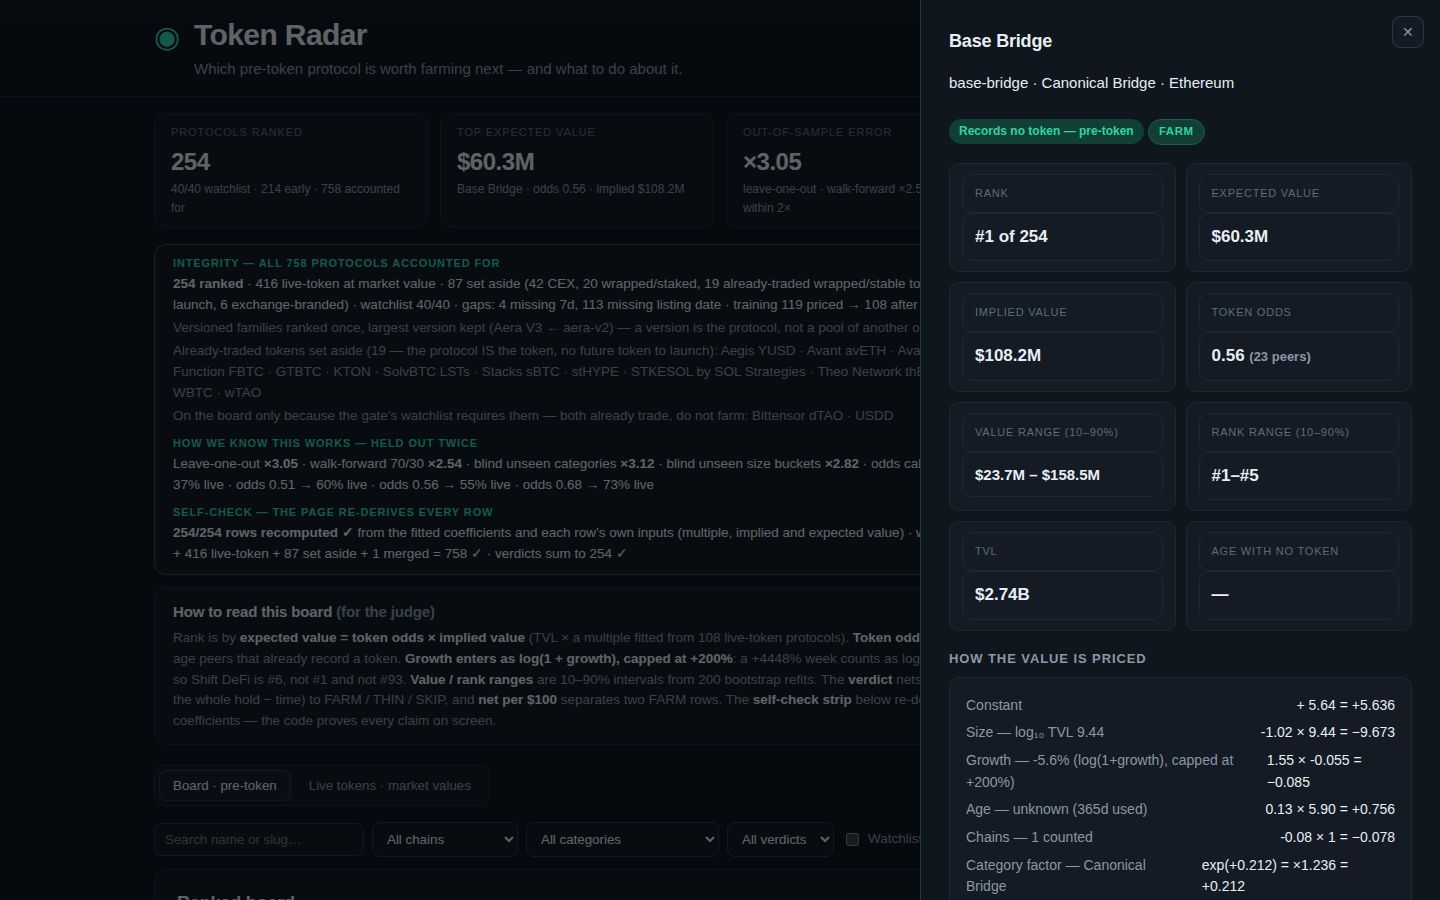 Token Radar
Which pre-token protocol is worth farming next — and what to do about it.
PROTOCOLS RANKED
254
40/40 watchlist · 214 early · 758 accounted
for
TOP EXPECTED VALUE
$60.3M
Base Bridge · odds 0.56 · implied $108.2M
OUT-OF-SAMPLE ERROR
×3.05
leave-one-out · walk-forward ×2.5
within 2×
INTEGRITY — ALL 758 PROTOCOLS ACCOUNTED FOR
254 ranked · 416 live-token at market value · 87 set aside (42 CEX, 20 wrapped/staked, 19 already-traded wrapped/stable to
launch, 6 exchange-branded) · watchlist 40/40 · gaps: 4 missing 7d, 113 missing listing date · training 119 priced → 108 after
Versioned families ranked once, largest version kept (Aera V3 ← aera-v2) — a version is the protocol, not a pool of another o
Already-traded tokens set aside (19 — the protocol IS the token, no future token to launch): Aegis YUSD · Avant avETH · Ava
Function FBTC · GTBTC · KTON · SolvBTC LSTs · Stacks sBTC · stHYPE · STKESOL by SOL Strategies · Theo Network thB
WBTC · wTAO
On the board only because the gate's watchlist requires them — both already trade, do not farm: Bittensor dTAO · USDD
HOW WE KNOW THIS WORKS — HELD OUT TWICE
Leave-one-out ×3.05 · walk-forward 70/30 ×2.54 · blind unseen categories ×3.12 · blind unseen size buckets ×2.82 · odds cal
37% live · odds 0.51 → 60% live · odds 0.56 → 55% live · odds 0.68 → 73% live
SELF-CHECK — THE PAGE RE-DERIVES EVERY ROW
254/254 rows recomputed ✓ from the fitted coefficients and each row's own inputs (multiple, implied and expected value) · w
+ 416 live-token + 87 set aside + 1 merged = 758 ✓ · verdicts sum to 254 ✓
How to read this board (for the judge)
Rank is by expected value = token odds × implied value (TVL × a multiple fitted from 108 live-token protocols). Token odd
age peers that already record a token. Growth enters as log(1 + growth), capped at +200%: a +4448% week counts as log
so Shift DeFi is #6, not #1 and not #93. Value / rank ranges are 10–90% intervals from 200 bootstrap refits. The verdict nets
the whole hold − time) to FARM / THIN / SKIP, and net per $100 separates two FARM rows. The self-check strip below re-de
coefficients — the code proves every claim on screen.
Board · pre-token
Live tokens · market values
Search name or slug…
All chains
All categories
All verdicts
Watchlis
Ranked board
Base Bridge
✕
base-bridge · Canonical Bridge · Ethereum
Records no token — pre-token
FARM
RANK
#1 of 254
EXPECTED VALUE
$60.3M
IMPLIED VALUE
$108.2M
TOKEN ODDS
0.56 (23 peers)
VALUE RANGE (10–90%)
$23.7M – $158.5M
RANK RANGE (10–90%)
#1–#5
TVL
$2.74B
AGE WITH NO TOKEN
—
HOW THE VALUE IS PRICED
Constant
+ 5.64 = +5.636
Size — log₁₀ TVL 9.44
-1.02 × 9.44 = −9.673
Growth — -5.6% (log(1+growth), capped at
+200%)
1.55 × -0.055 =
−0.085
Age — unknown (365d used)
0.13 × 5.90 = +0.756
Chains — 1 counted
-0.08 × 1 = −0.078
Category factor — Canonical
Bridge
exp(+0.212) = ×1.236 =
+0.212